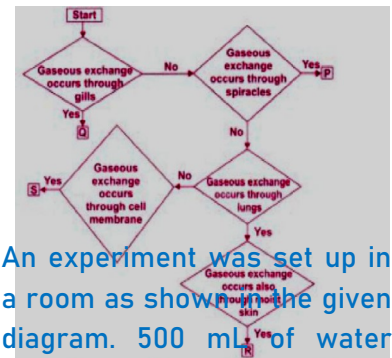 Start
Gaseous exchange
occurs through
gills
No
Yes
Q
Gaseous
exchange
occurs through
spiracles
Yes
P
No
Gaseous exchange
occurs through
lungs
No
Gaseous
exchange
occurs
through cell
membrane
Yes
S
Yes
Gaseous exchange
occurs also
through moist
skin
Yes
R
An experiment was set up in
a room as shown in the given
diagram. 500 mL of water